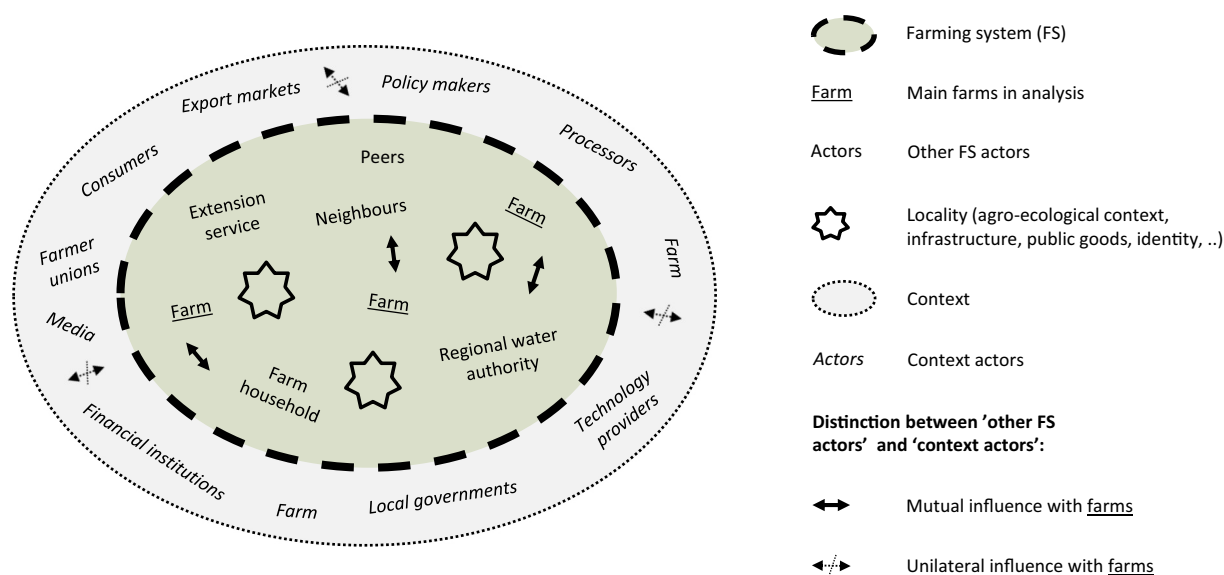 Export markets
Policy makers
Consumers
Processors
Peers
Extension
service
Neighbours
Farm
Farmer
unions
Farm
Farm
Farm
Media
Regional water
authority
Farm
household
Technology
providers
Financial institutions
Farm
Local governments
Farming system (FS)
Farm
Main farms in analysis
Actors
Other FS actors
Locality (agro-ecological context,
infrastructure, public goods, identity, ..)
Context
Actors
Context actors
Distinction between ’other FS
actors’ and ‘context actors’:
Mutual influence with farms
Unilateral influence with farms